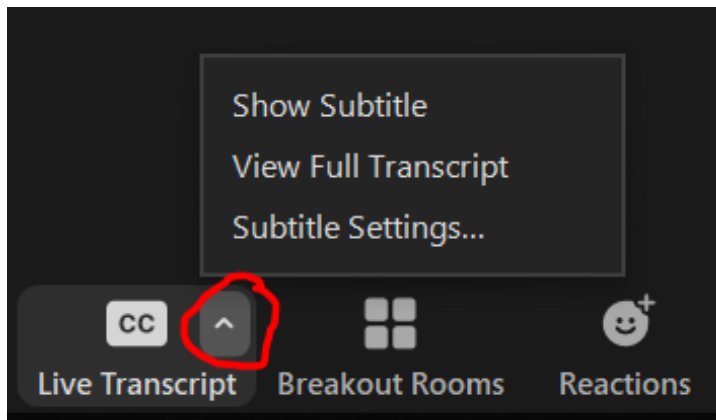 Show Subtitle
View Full Transcript
Subtitle Settings...
CC
Live Transcript
Breakout Rooms
Reactions